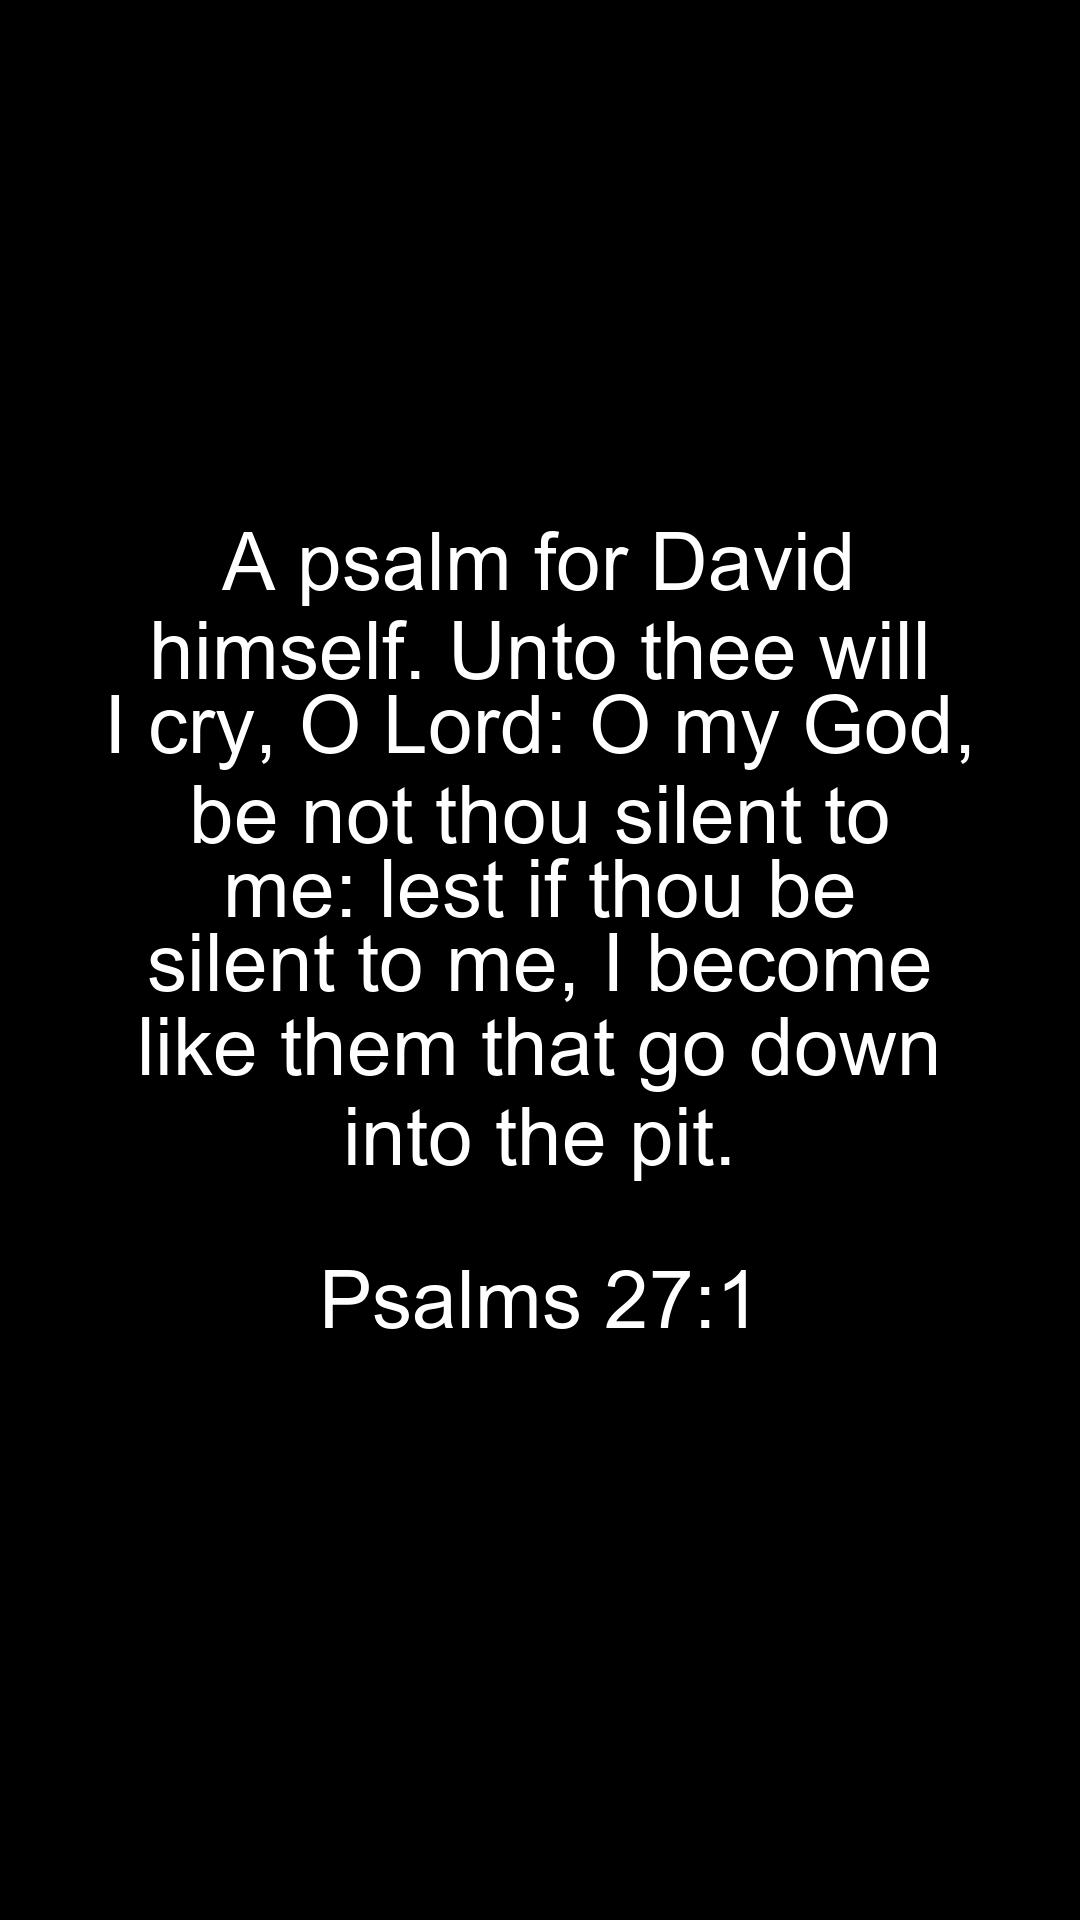 A psalm for David
himself. Unto thee will
I cry, O Lord: O my God,
be not thou silent to
me: lest if thou be
silent to me, I become
like them that go down
into the pit.
Psalms 27:1